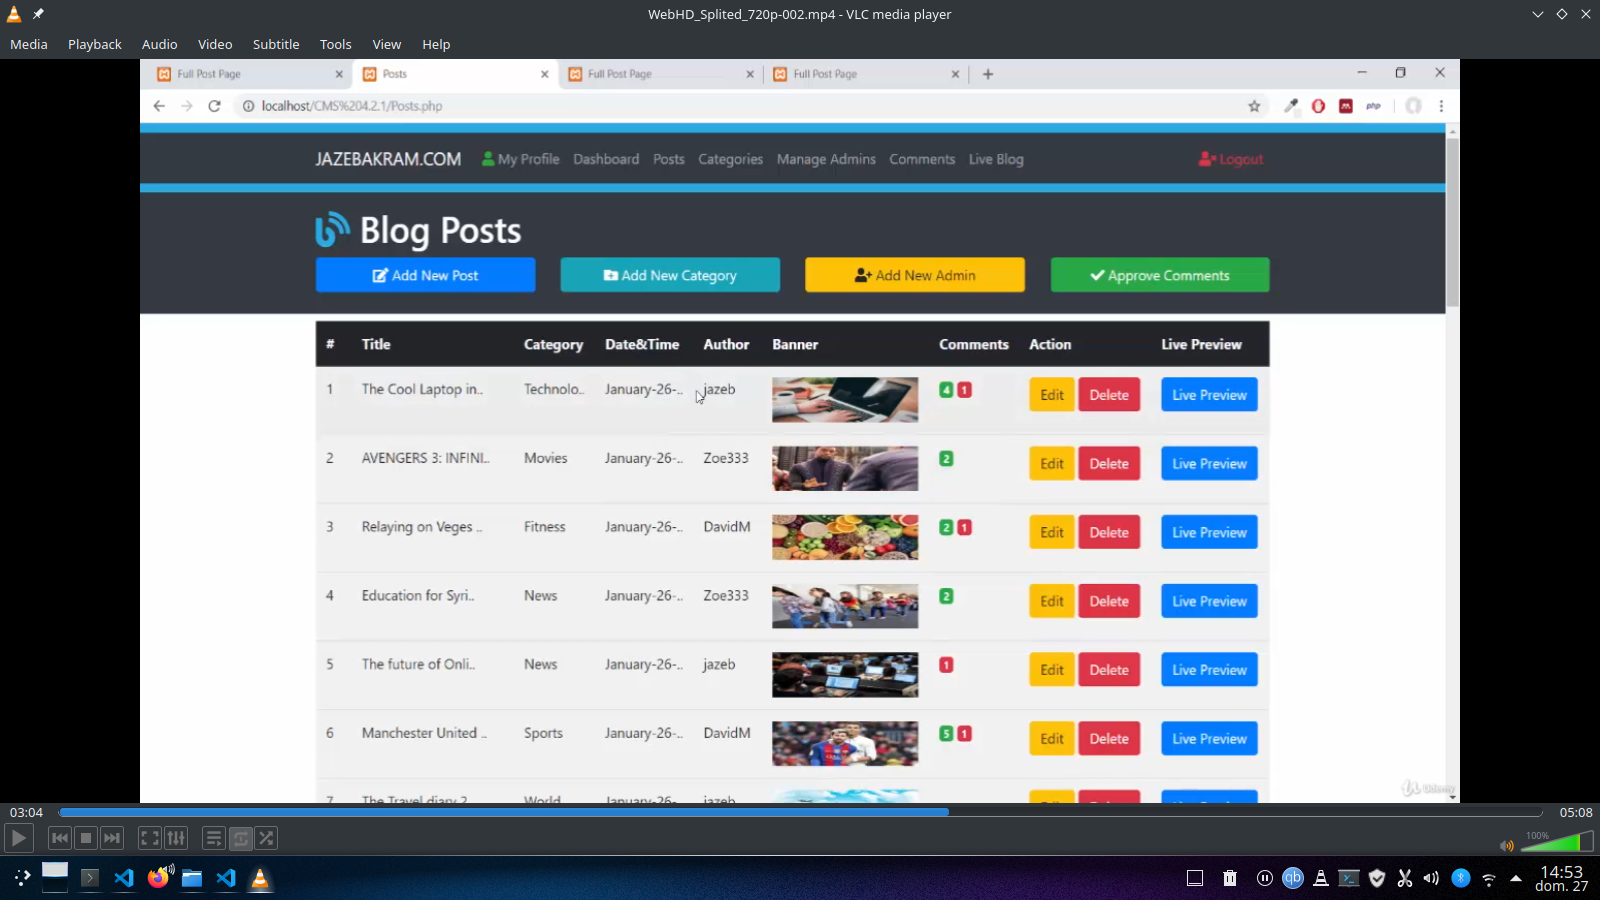 WebHD_Splited_720p-002.mp4 - VLC media player
Media Playback Audio Video Subtitle Tools View Help
Full Post Page Posts Full Post Page Full Post Page
localhost/CMS%204.2.1/Posts.php php
JAZEBAKRAM.COM My Profile Dashboard Posts Categories Manage Admins Comments Live Blog Logout
Blog Posts
Add New Post Add New Category Add New Admin Approve Comments
# Title Category Date&Time Author Banner Comments Action Live Preview
1 The Cool Laptop in.. Technolo.. January-26-.. jazeb 4 1 Edit Delete Live Preview
2 AVENGERS 3: INFINI.. Movies January-26-.. Zoe333 2 Edit Delete Live Preview
3 Relaying on Veges .. Fitness January-26-.. DavidM 2 1 Edit Delete Live Preview
4 Education for Syri.. News January-26-.. Zoe333 2 Edit Delete Live Preview
5 The future of Onli.. News January-26-.. jazeb 1 Edit Delete Live Preview
6 Manchester United .. Sports January-26-.. DavidM 5 1 Edit Delete Live Preview
7 The Travel diary 2 World January-26-.. jazeb
Udemy
03:04 05:08
100%
qb
14:53
dom. 27